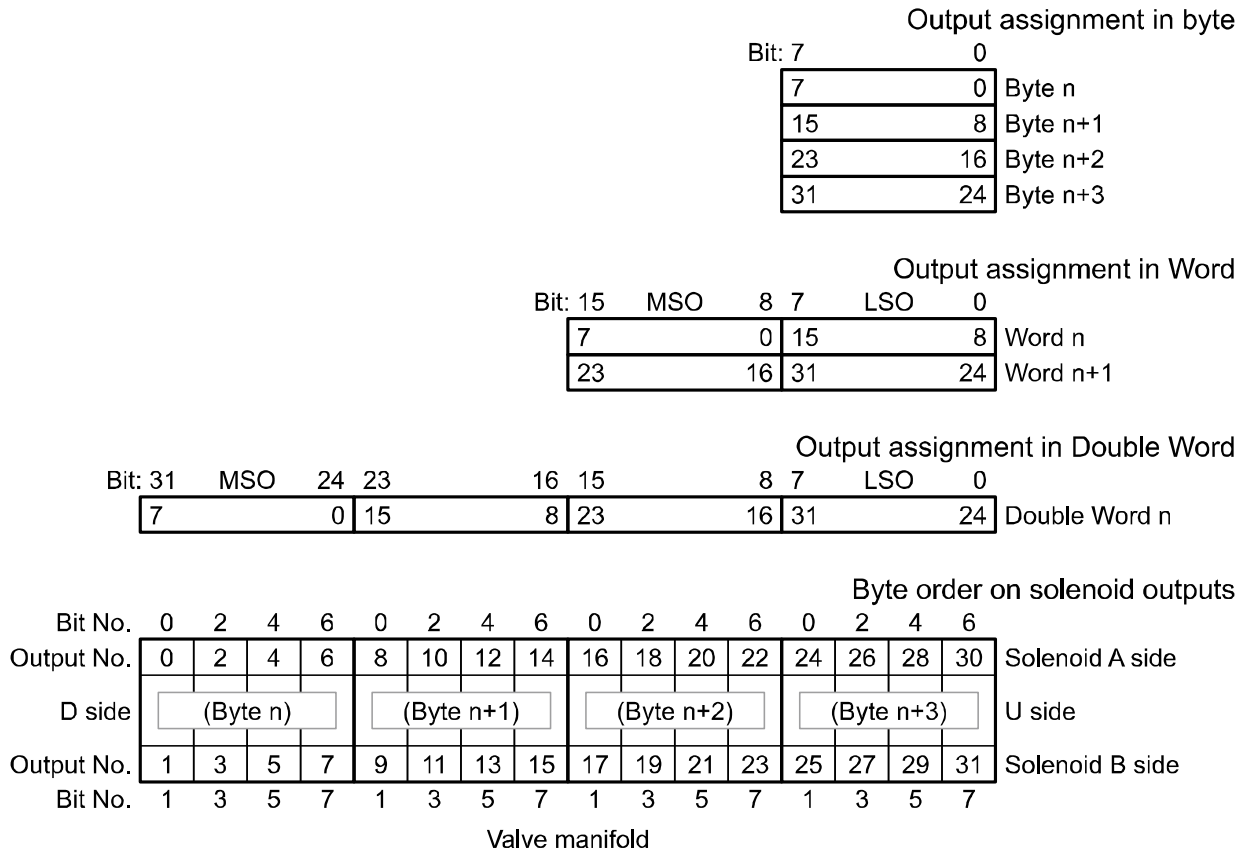 Output assignment in byte
Bit: 7 0
7 0 Byte n
15 8 Byte n+1
23 16 Byte n+2
31 24 Byte n+3
Output assignment in Word
Bit: 15 MSO 8 7 LSO 0
7 0 15 8 Word n
23 16 31 24 Word n+1
Output assignment in Double Word
Bit: 31 MSO 24 23 16 15 8 7 LSO 0
7 0 15 8 23 16 31 24 Double Word n
Byte order on solenoid outputs
Bit No. 0 2 4 6 0 2 4 6 0 2 4 6 0 2 4 6
Output No. 0 2 4 6 8 10 12 14 16 18 20 22 24 26 28 30 Solenoid A side
D side (Byte n) (Byte n+1) (Byte n+2) (Byte n+3) U side
Output No. 1 3 5 7 9 11 13 15 17 19 21 23 25 27 29 31 Solenoid B side
Bit No. 1 3 5 7 1 3 5 7 1 3 5 7 1 3 5 7
Valve manifold